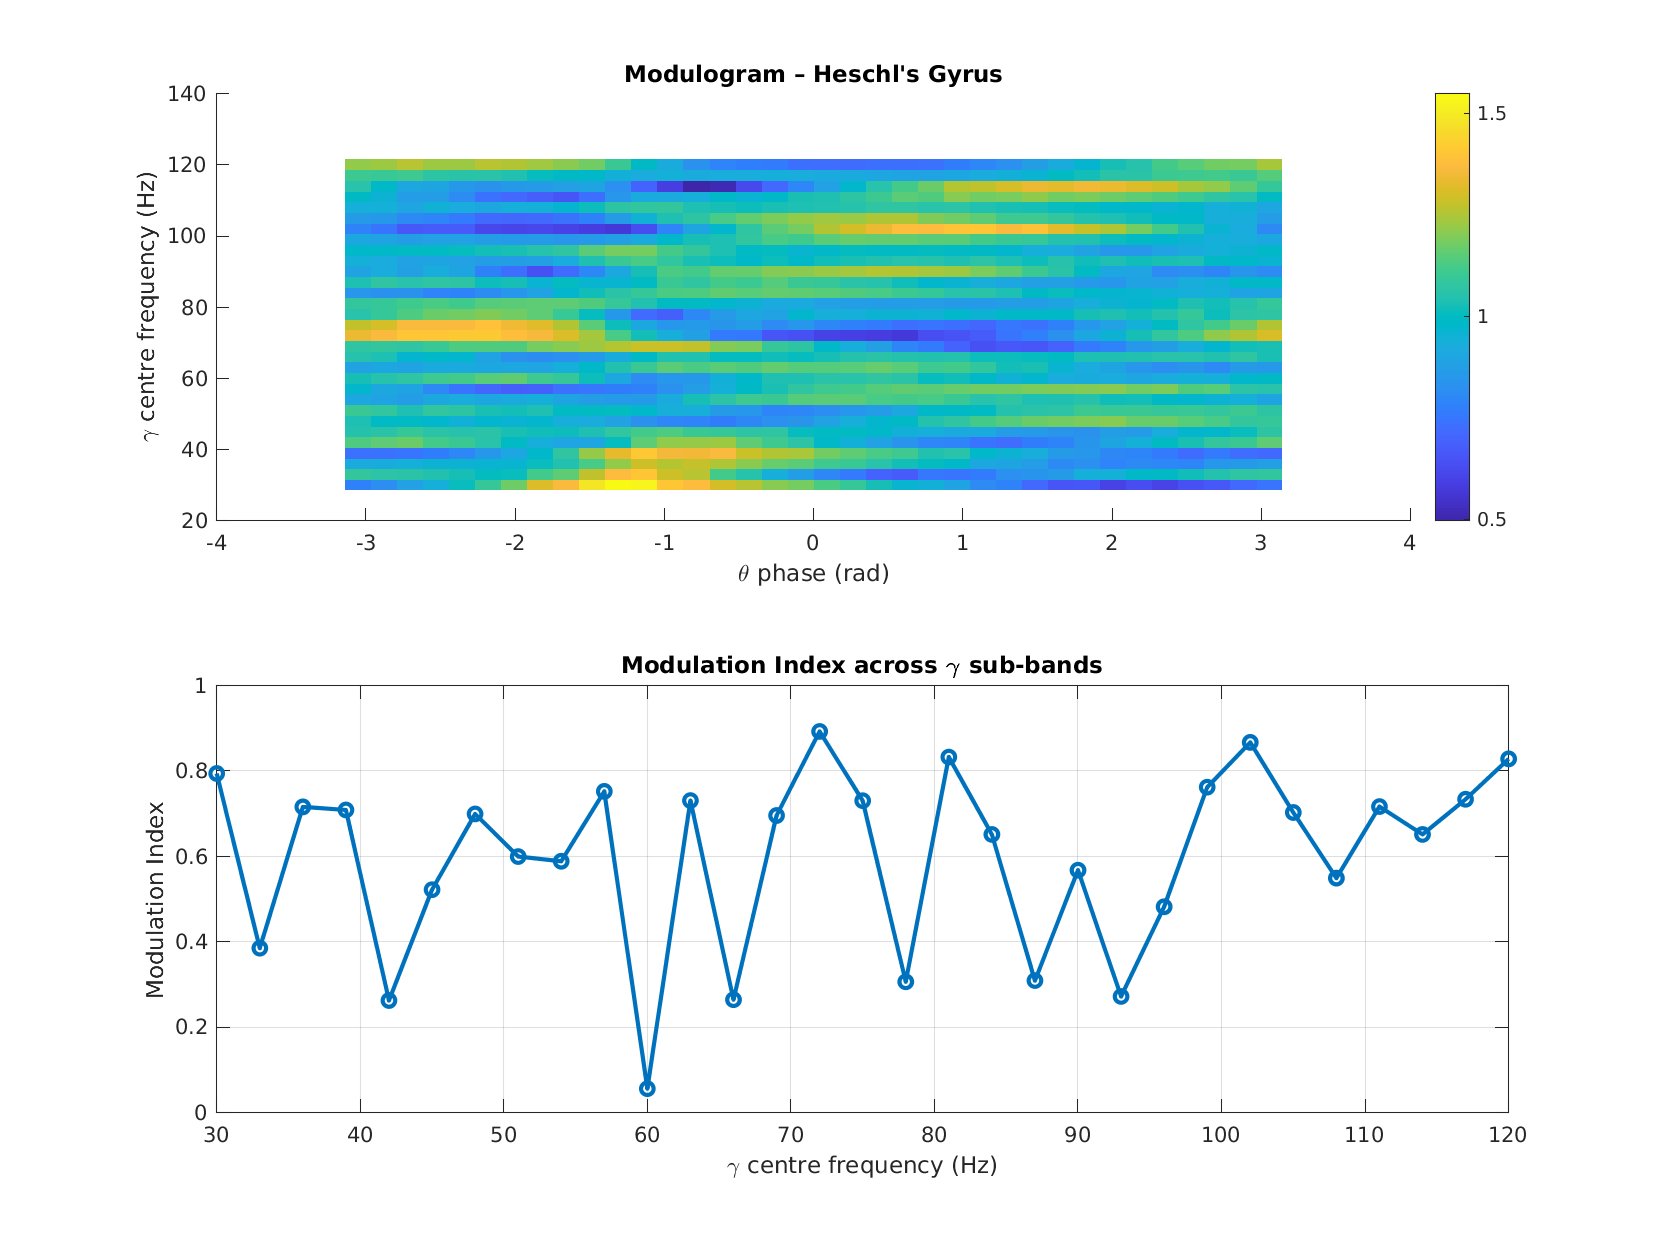 Modulogram – Heschl's Gyrus
140
120
100
80
60
40
20
γ centre frequency (Hz)
-4 -3 -2 -1 0 1 2 3 4
θ phase (rad)
1.5
1
0.5
Modulation Index across γ sub-bands
1
0.8
0.6
0.4
0.2
0
Modulation Index
30 40 50 60 70 80 90 100 110 120
γ centre frequency (Hz)